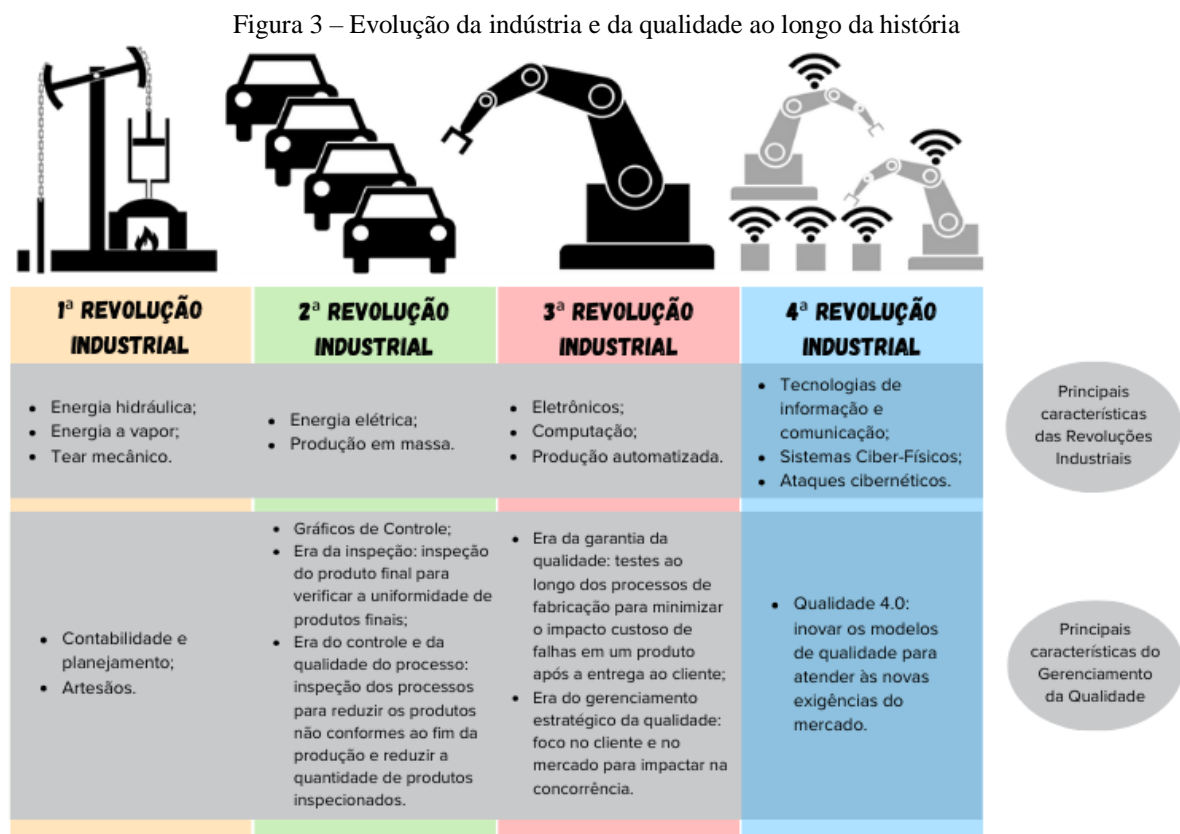 Figura 3 – Evolução da indústria e da qualidade ao longo da história
1ª REVOLUÇÃO
INDUSTRIAL
2ª REVOLUÇÃO
INDUSTRIAL
3ª REVOLUÇÃO
INDUSTRIAL
4ª REVOLUÇÃO
INDUSTRIAL
• Energia hidráulica;
• Energia a vapor;
• Tear mecânico.
• Energia elétrica;
• Produção em massa.
• Eletrônicos;
• Computação;
• Produção automatizada.
• Tecnologias de
informação e
comunicação;
• Sistemas Ciber-Físicos;
• Ataques cibernéticos.
Principais
características
das Revoluções
Industriais
• Contabilidade e
planejamento;
• Artesãos.
• Gráficos de Controle;
• Era da inspeção: inspeção
do produto final para
verificar a uniformidade de
produtos finais;
• Era do controle e da
qualidade do processo:
inspeção dos processos
para reduzir os produtos
não conformes ao fim da
produção e reduzir a
quantidade de produtos
inspecionados.
• Era da garantia da
qualidade: testes ao
longo dos processos de
fabricação para minimizar
o impacto custoso de
falhas em um produto
após a entrega ao cliente;
• Era do gerenciamento
estratégico da qualidade:
foco no cliente e no
mercado para impactar na
concorrência.
• Qualidade 4.0:
inovar os modelos
de qualidade para
atender às novas
exigências do
mercado.
Principais
características do
Gerenciamento
da Qualidade